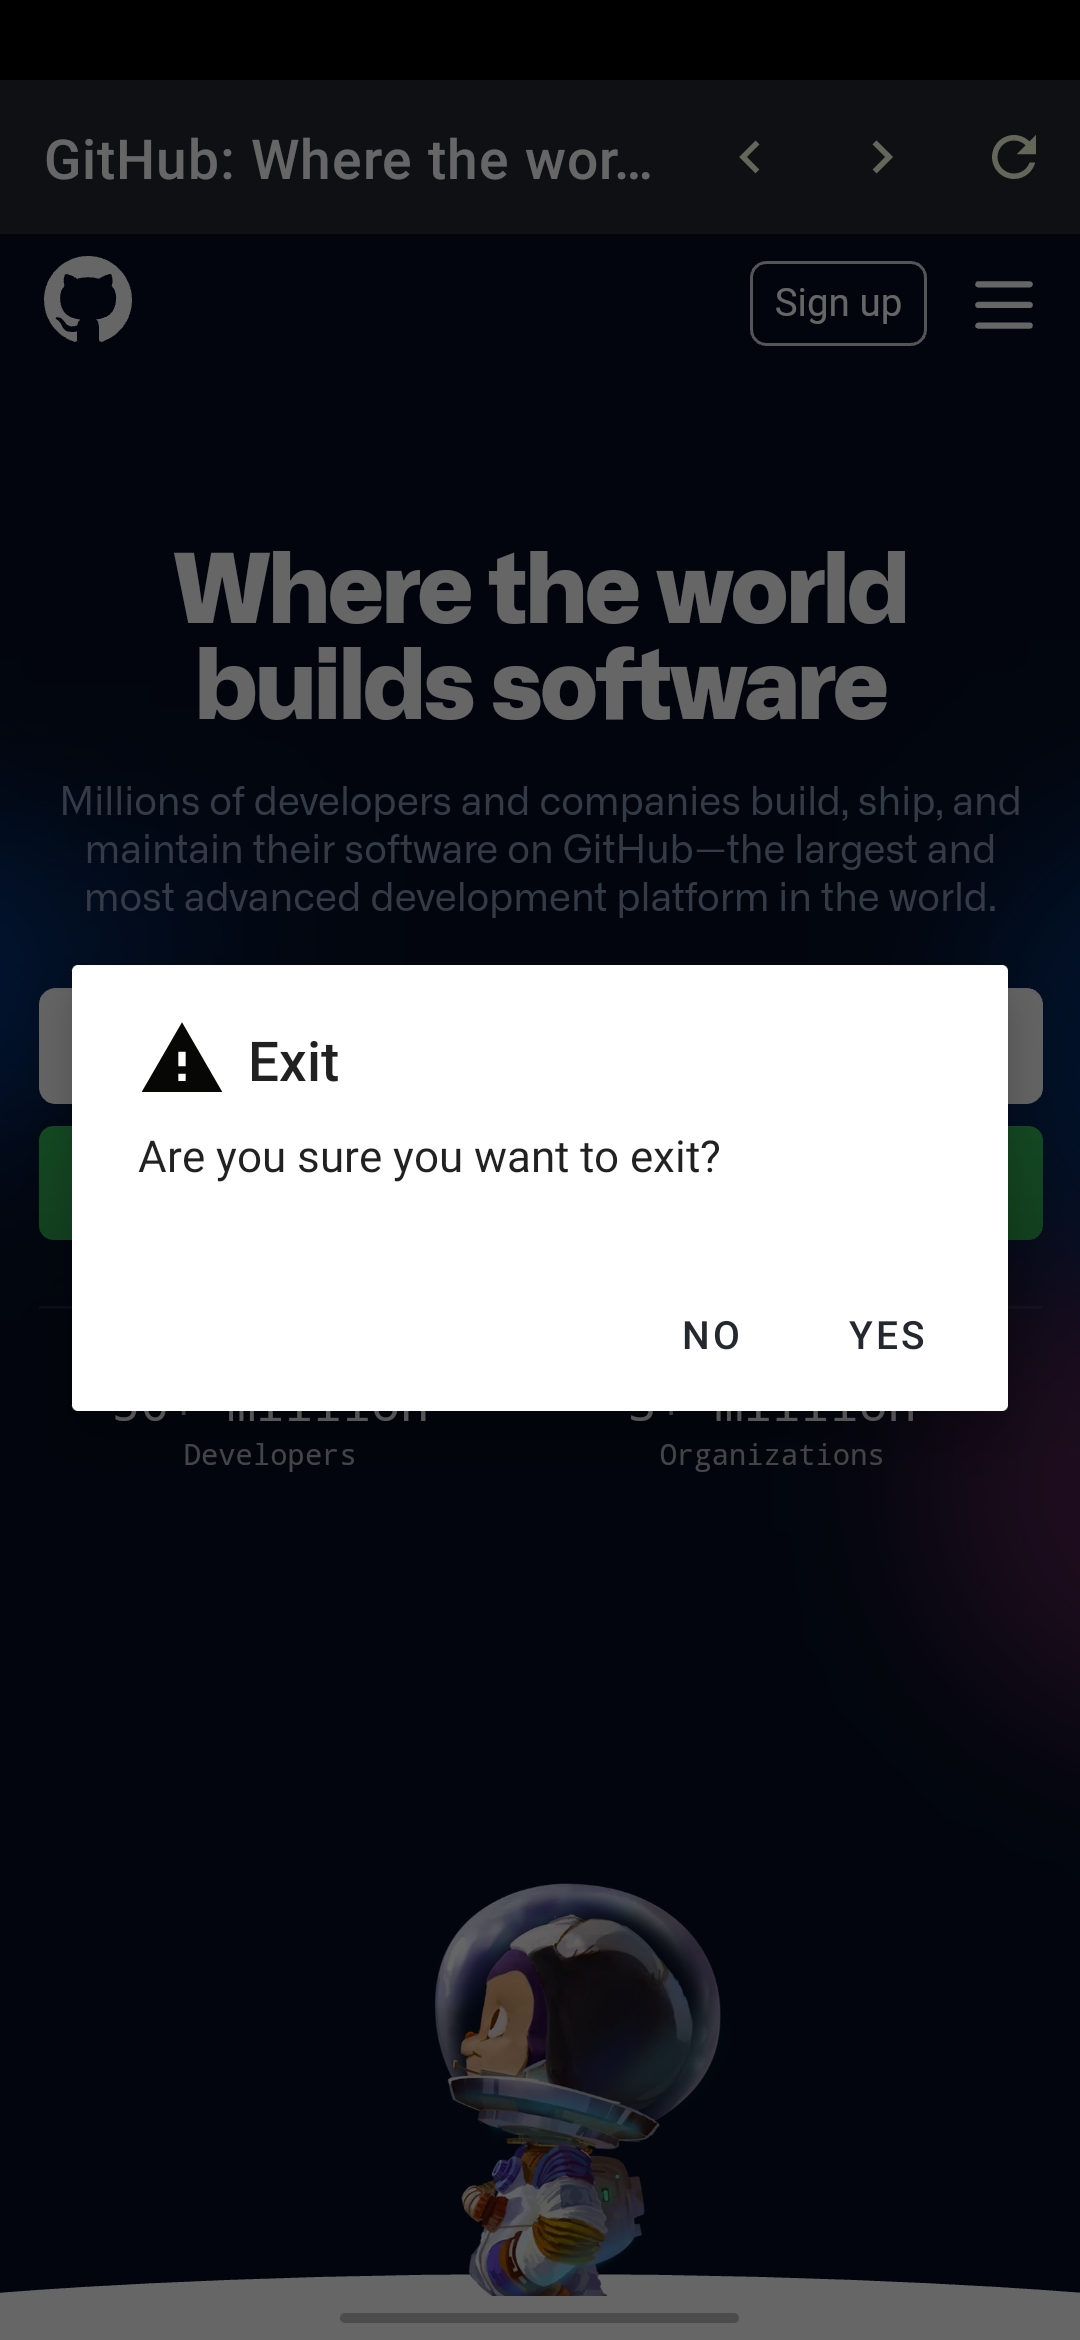 GitHub: Where the wor...
Sign up
Where the world
builds software
Millions of developers and companies build, ship, and
maintain their software on GitHub—the largest and
most advanced development platform in the world.
Exit
Are you sure you want to exit?
NO YES
million million
Developers Organizations